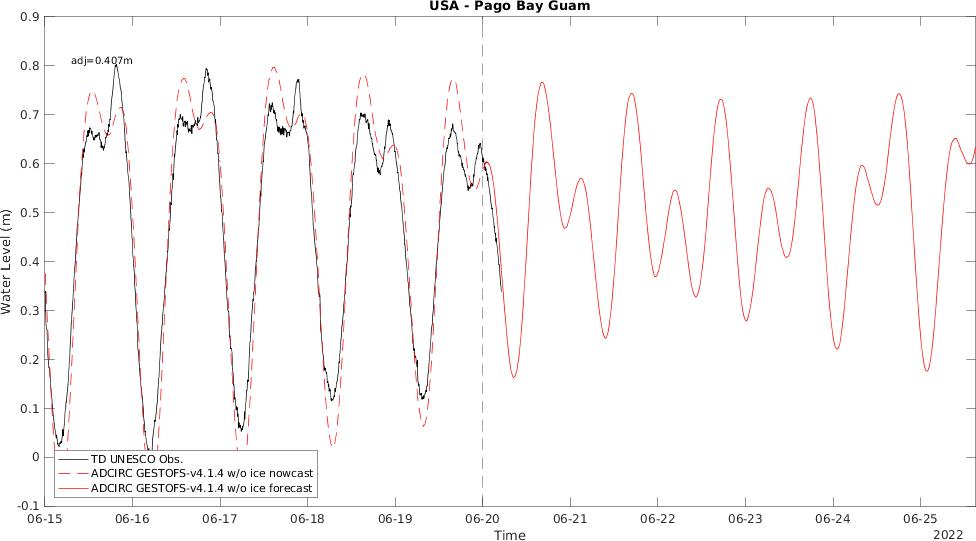 USA - Pago Bay Guam
0.9
0.8
0.7
0.6
0.5
0.4
0.3
0.2
0.1
0
-0.1
Water Level (m)
adj=0.407m
TD UNESCO Obs.
ADCIRC GESTOFS-v4.1.4 w/o ice nowcast
ADCIRC GESTOFS-v4.1.4 w/o ice forecast
06-15 06-16 06-17 06-18 06-19 06-20 06-21 06-22 06-23 06-24 06-25
Time
2022